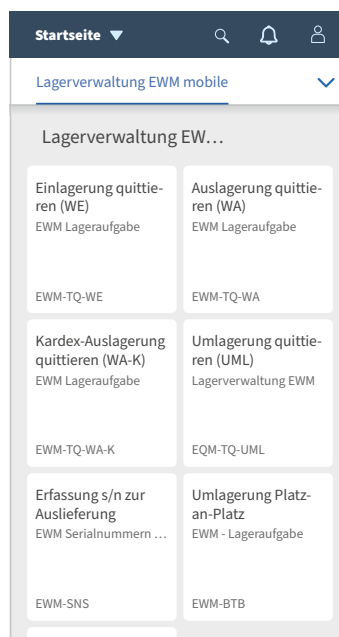 Startseite
Lagerverwaltung EWM mobile
Lagerverwaltung EW…
Einlagerung quittie-
ren (WE)
EWM Lageraufgabe
EWM-TQ-WE
Auslagerung quittie-
ren (WA)
EWM Lageraufgabe
EWM-TQ-WA
Kardex-Auslagerung
quittieren (WA-K)
EWM Lageraufgabe
EWM-TQ-WA-K
Umlagerung quittie-
ren (UML)
Lagerverwaltung EWM
EQM-TQ-UML
Erfassung s/n zur
Auslieferung
EWM Serialnummern …
EWM-SNS
Umlagerung Platz-
an-Platz
EWM - Lageraufgabe
EWM-BTB